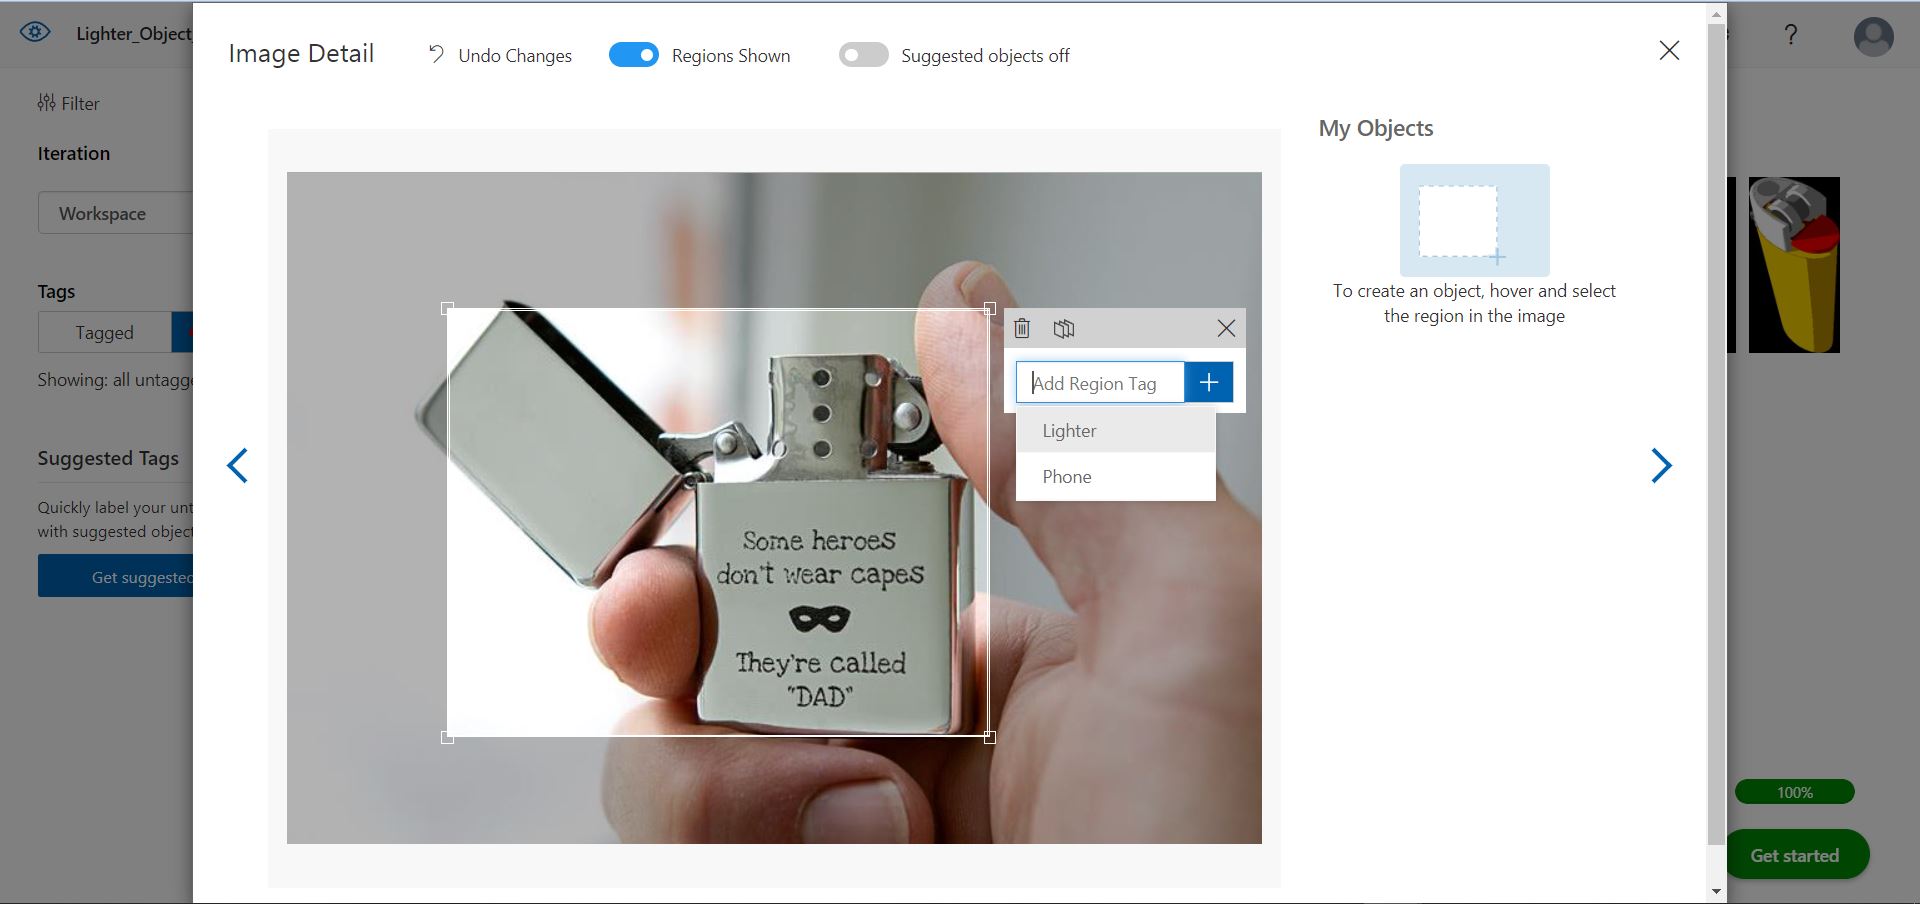 Lighter_Object
Image Detail
Undo Changes
Regions Shown
Suggested objects off
?
Filter
Iteration
Workspace
Tags
Tagged
Showing: all untagge
Suggested Tags
Quickly label your unt
with suggested object
Get suggested
My Objects
To create an object, hover and select
the region in the image
Add Region Tag
Lighter
Phone
Some heroes
don't wear capes
They're called
"DAD"
100%
Get started